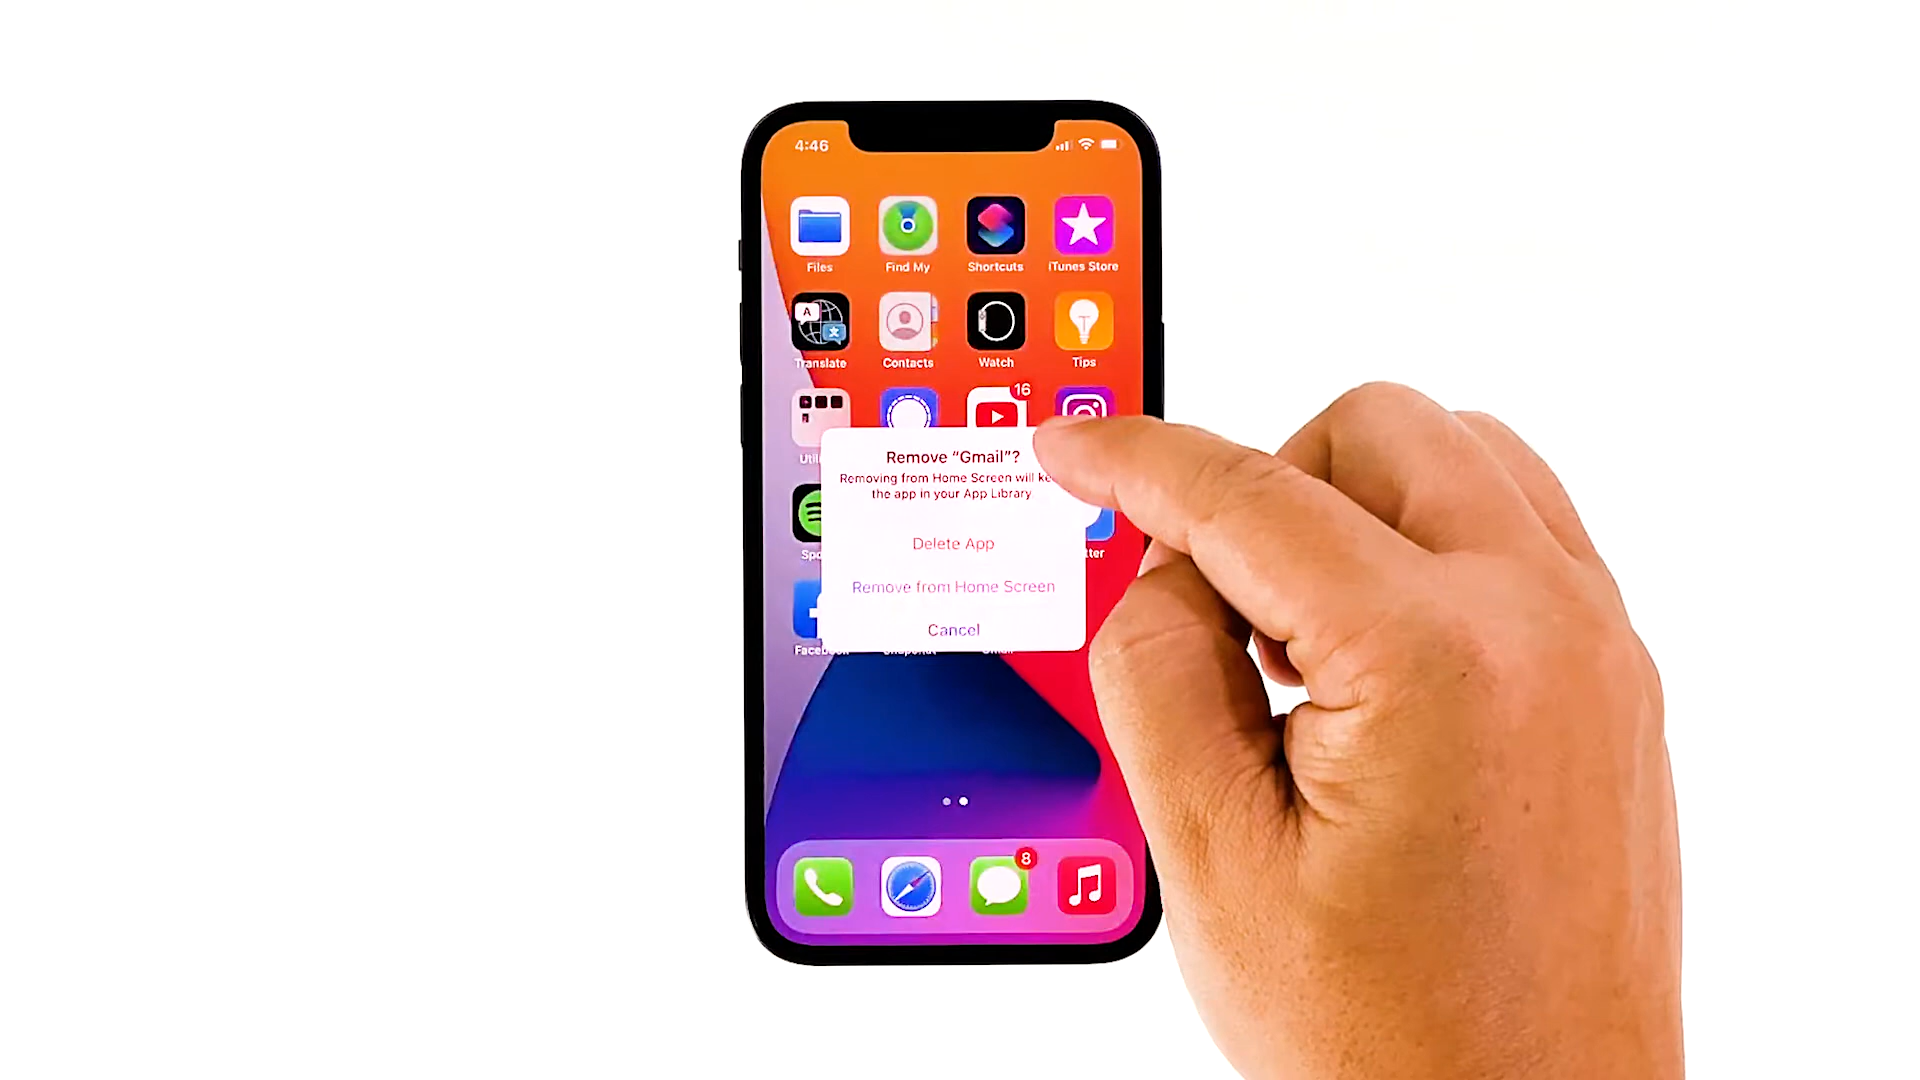 4:46
Files
Find My
Shortcuts
iTunes Store
A
文
Translate
Contacts
Watch
Tips
16
Remove “Gmail”?
Removing from Home Screen will
the app in your App Library
Delete App
Remove from Home Screen
Cancel
8